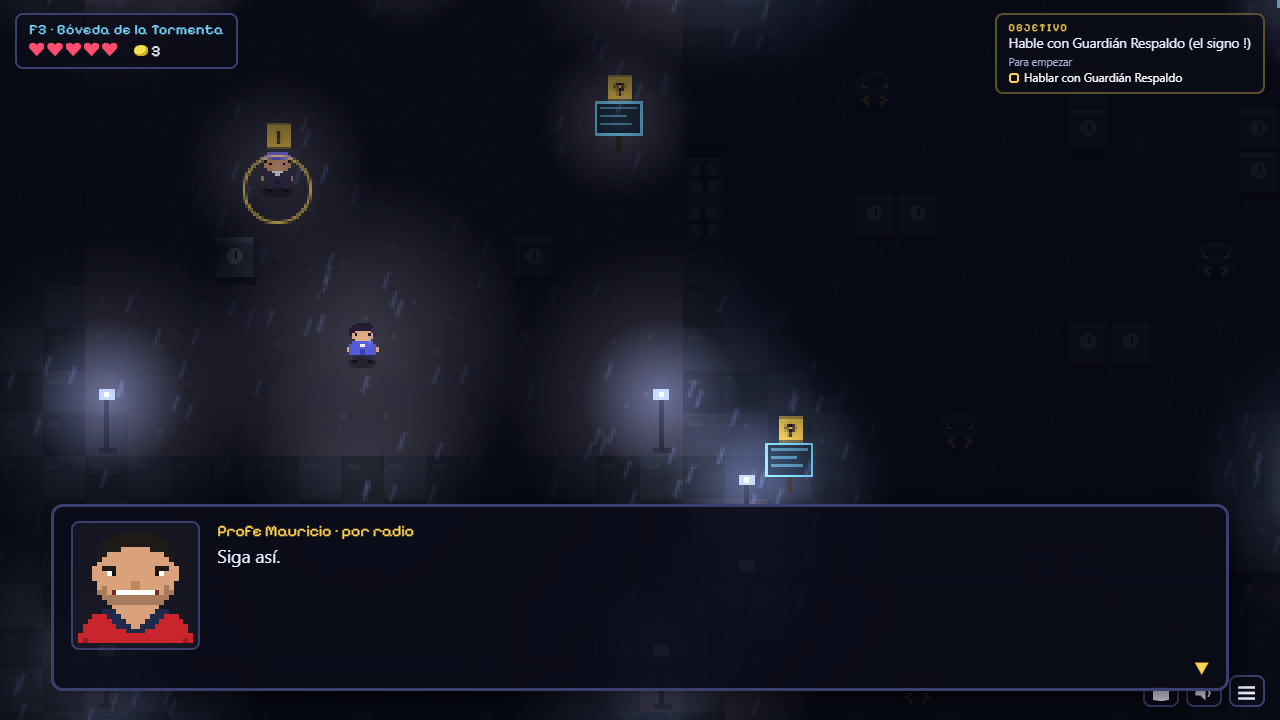 F3 · Bóveda de la Tormenta
3
OBJETIVO
Hable con Guardián Respaldo (el signo !)
Para empezar
Hablar con Guardián Respaldo
!
?
?
Profe Mauricio · por radio
Siga así.